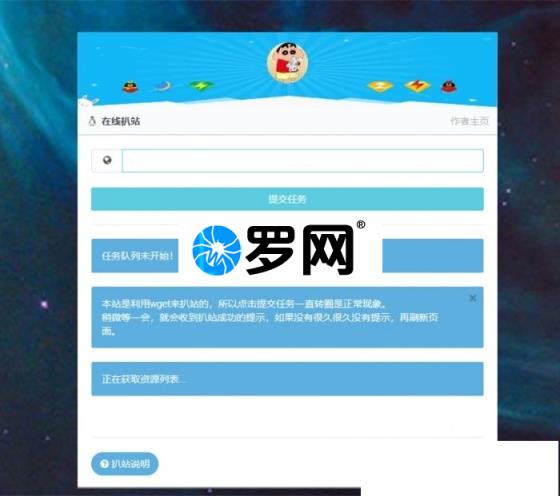 在线扒站
作者主页
提交任务
任务队列未开始!
罗网®
本站是利用wget来扒站的，所以点击提交任务一直转圈是正常现象。
稍微等一会，就会收到扒站成功的提示，如果没有很久很久没有提示，再刷新页
面。
×
正在获取资源列表...
扒站说明